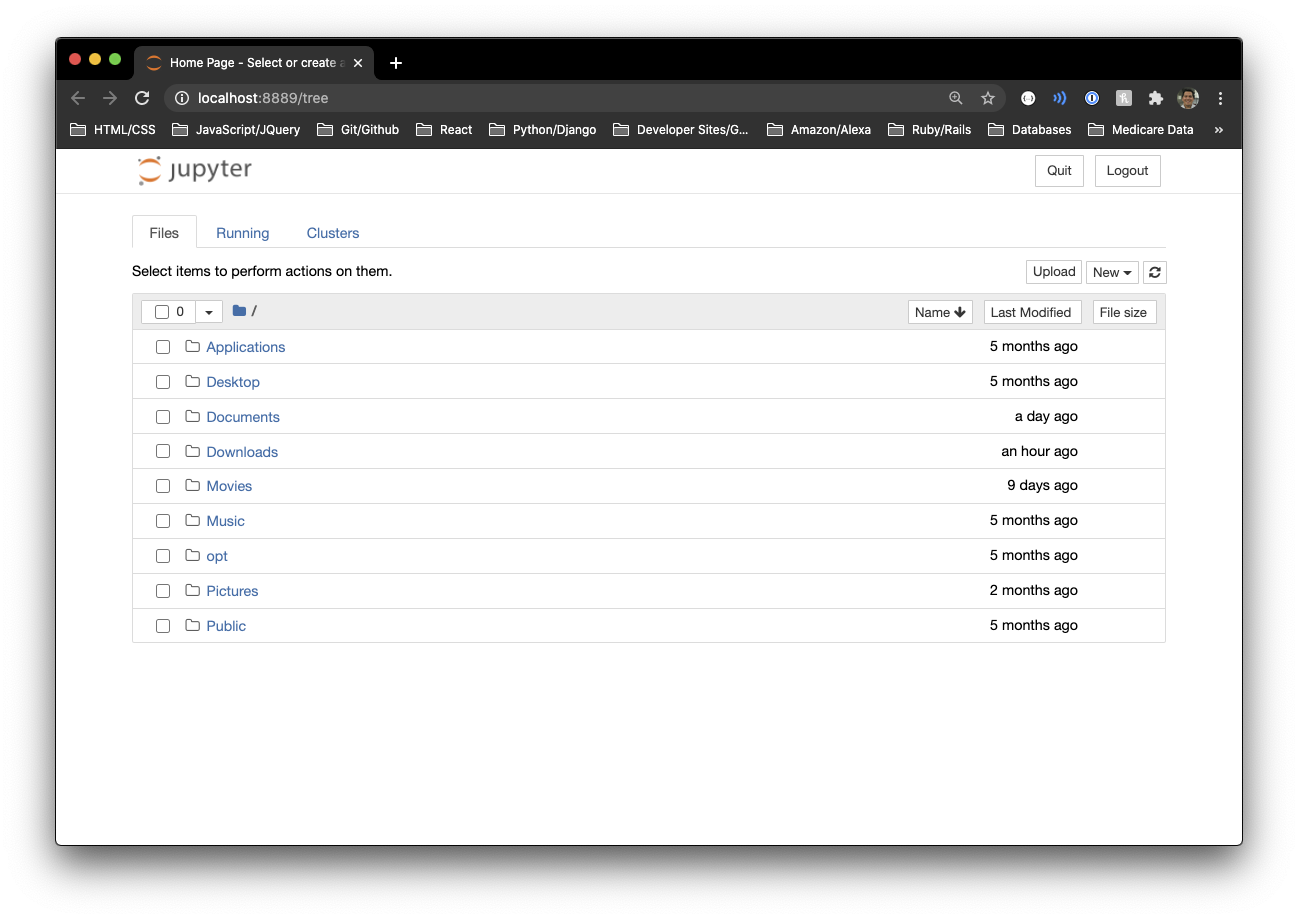 Home Page - Select or create a
localhost:8889/tree
HTML/CSS JavaScript/JQuery Git/Github React Python/Django Developer Sites/G... Amazon/Alexa Ruby/Rails Databases Medicare Data »
jupyter Quit Logout
Files Running Clusters
Select items to perform actions on them. Upload New
0 / Name Last Modified File size
Applications 5 months ago
Desktop 5 months ago
Documents a day ago
Downloads an hour ago
Movies 9 days ago
Music 5 months ago
opt 5 months ago
Pictures 2 months ago
Public 5 months ago